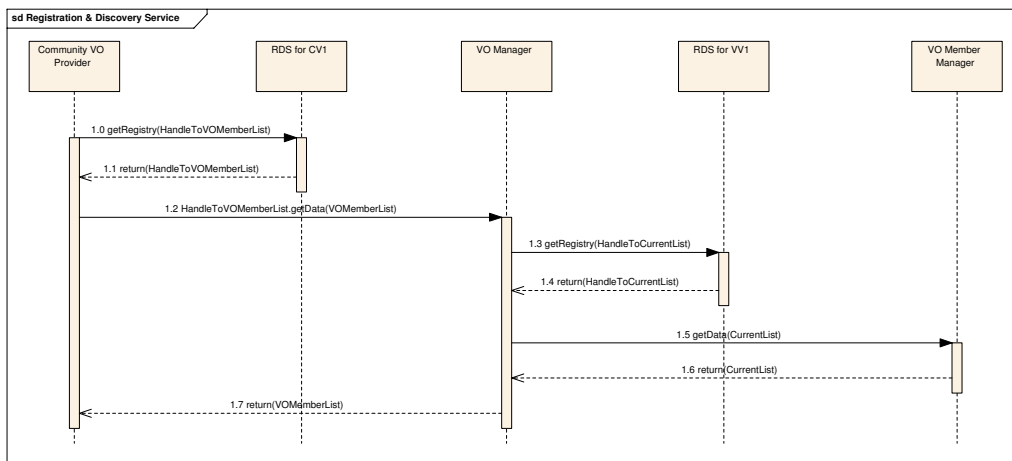 sd Registration & Discovery Service
Community VO
Provider
RDS for CV1
VO Manager
RDS for VV1
VO Member
Manager
1.0 getRegistry(HandleToVOMemberList)
1.1 return(HandleToVOMemberList)
1.2 HandleToVOMemberList.getData(VOMemberList)
1.3 getRegistry(HandleToCurrentList)
1.4 return(HandleToCurrentList)
1.5 getData(CurrentList)
1.6 return(CurrentList)
1.7 return(VOMemberList)